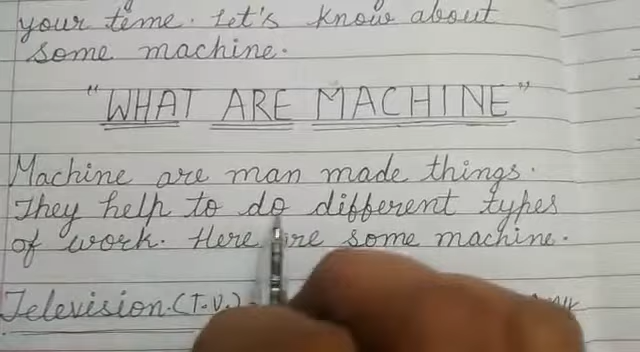 your time. Let's know about
some machine.
"WHAT ARE MACHINE"
Machine are man made things.
They help to do different types
of work. Here are some machine.
Television.(T.V.)-